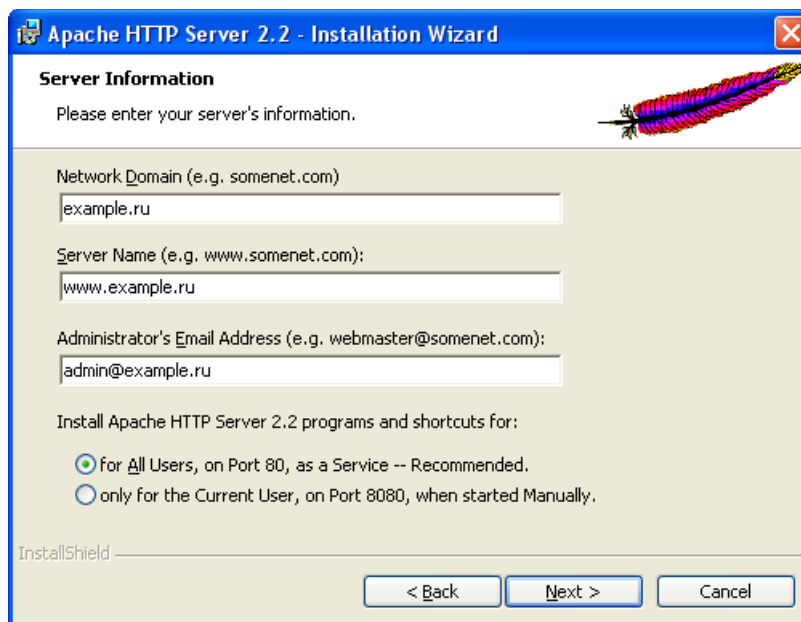 Apache HTTP Server 2.2 - Installation Wizard
Server Information
Please enter your server's information.
Network Domain (e.g. somenet.com)
example.ru
Server Name (e.g. www.somenet.com):
www.example.ru
Administrator's Email Address (e.g. webmaster@somenet.com):
admin@example.ru
Install Apache HTTP Server 2.2 programs and shortcuts for:
for All Users, on Port 80, as a Service -- Recommended.
only for the Current User, on Port 8080, when started Manually.
InstallShield
< Back Next > Cancel